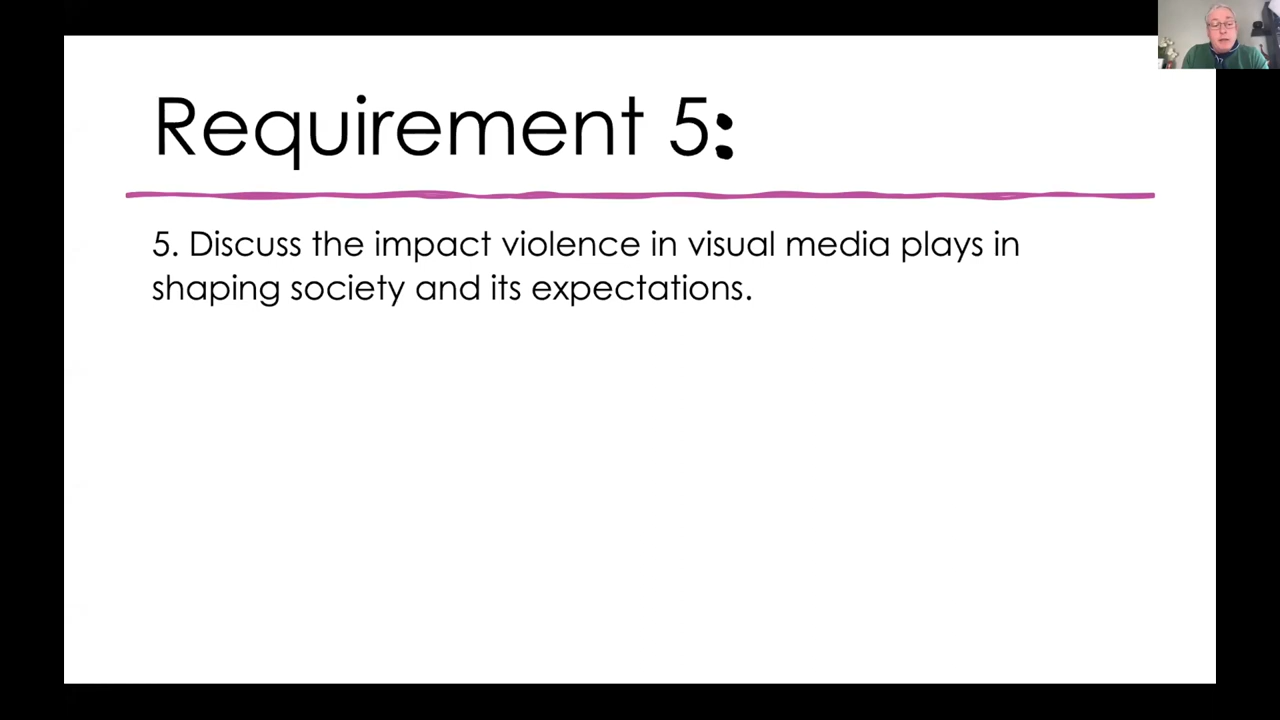 Requirement 5:
5. Discuss the impact violence in visual media plays in
shaping society and its expectations.